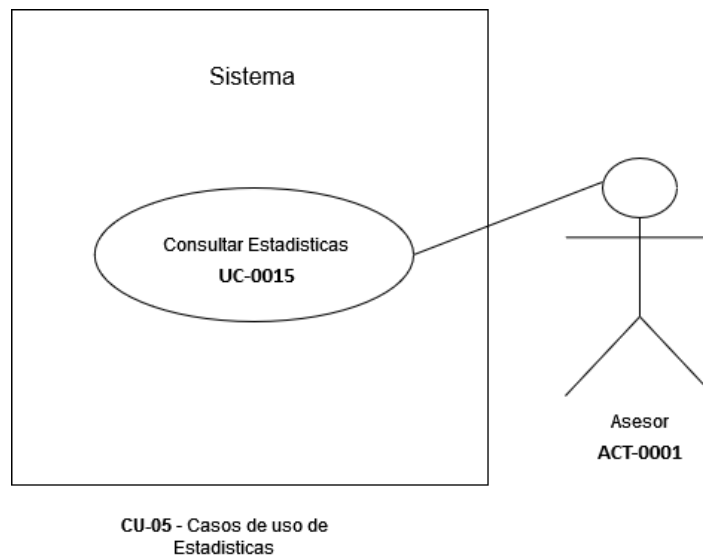 Sistema
Consultar Estadisticas
UC-0015
Asesor
ACT-0001
CU-05 - Casos de uso de
Estadisticas